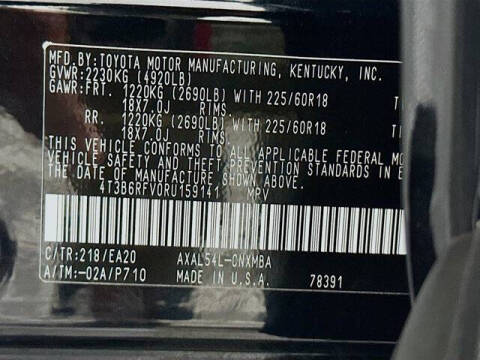 MFD.BY:TOYOTA MOTOR MANUFACTURING, KENTUCKY, INC.
GVWR:2230KG (4920LB)
GAWR:FRT. 1220KG (2690LB) WITH 225/60R18
18X7.0J RIMS
RR. 1220KG (2690LB) WITH 225/60R18
18X7.0J RIMS
THIS VEHICLE CONFORMS TO ALL APPLICABLE FEDERAL
VEHICLE SAFETY AND THEFT PREVENTION STANDARDS IN
THE DATE OF MANUFACTURE SHOWN ABOVE.
4T3B6RFV0RU159141 MPV
C/TR:218/EA20 AXAL54L-CNXMBA
A/TM:-02A/P710 MADE IN U.S.A. 78391